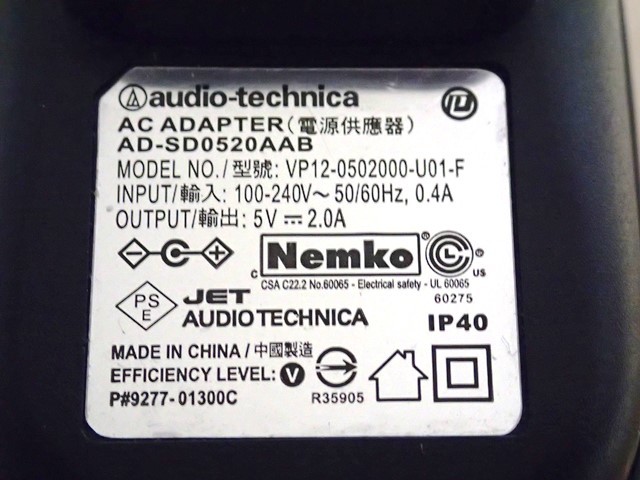 audio-technica
AC ADAPTER(電源供應器)
AD-SD0520AAB
MODEL NO./型號: VP12-0502000-U01-F
INPUT/輸入: 100-240V～ 50/60Hz, 0.4A
OUTPUT/輸出: 5V ⎓ 2.0A
Nemko
c
US
CSA C22.2 No.60065 - Electrical safety - UL 60065
60275
PS
E
JET
AUDIO TECHNICA
IP40
MADE IN CHINA / 中國製造
EFFICIENCY LEVEL: V
R35905
P#9277-01300C